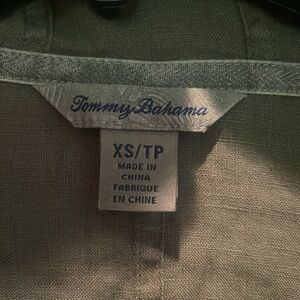 Tommy Bahama
XS/TP
MADE IN
CHINA
FABRIQUE
EN CHINE